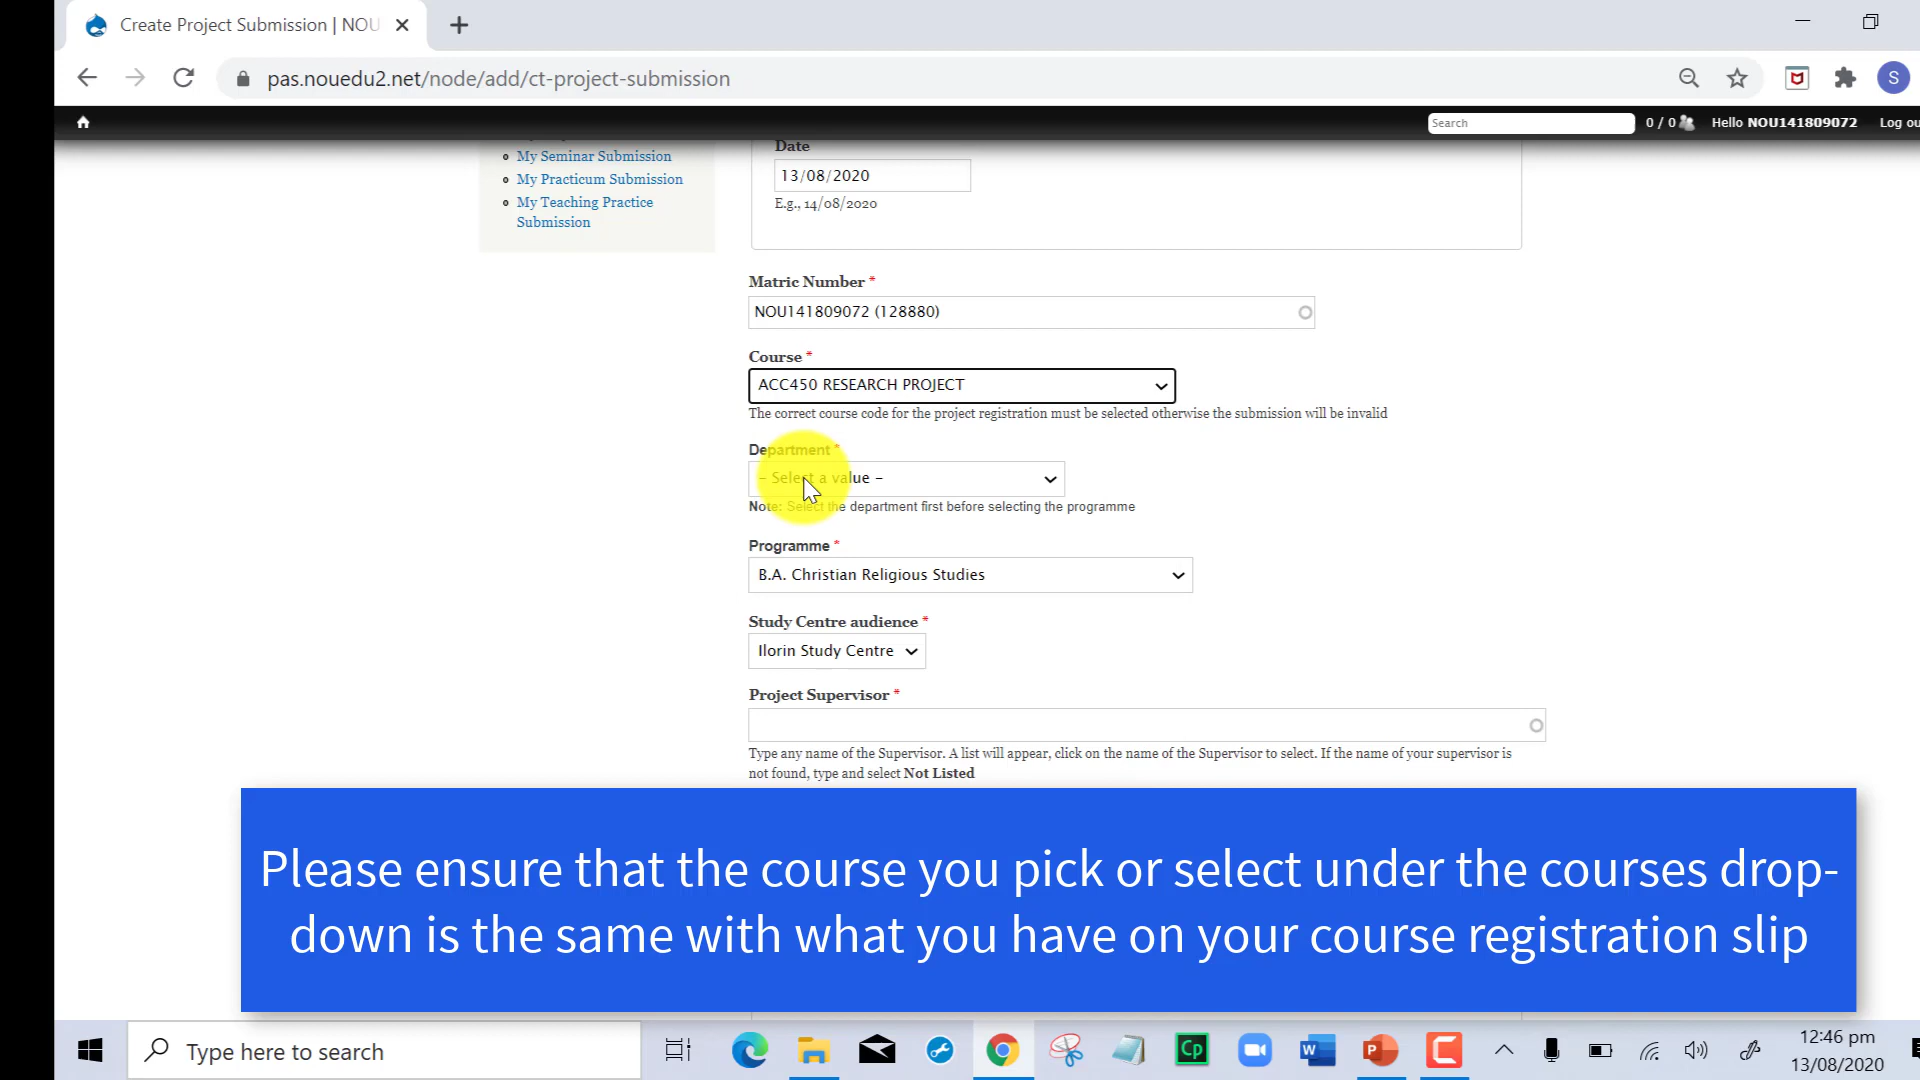 Create Project Submission | NOU
pas.nouedu2.net/node/add/ct-project-submission
S
Search
0 / 0
Hello NOU141809072
Log ou
My Seminar Submission
My Practicum Submission
My Teaching Practice
Submission
Date
13/08/2020
E.g., 14/08/2020
Matric Number *
NOU141809072 (128880)
Course *
ACC450 RESEARCH PROJECT
The correct course code for the project registration must be selected otherwise the submission will be invalid
Department *
- Select a value -
Note: Select the department first before selecting the programme
Programme *
B.A. Christian Religious Studies
Study Centre audience *
Ilorin Study Centre
Project Supervisor *
Type any name of the Supervisor. A list will appear, click on the name of the Supervisor to select. If the name of your supervisor is
not found, type and select Not Listed
Please ensure that the course you pick or select under the courses drop-
down is the same with what you have on your course registration slip
Type here to search
Cp
W
P
12:46 pm
13/08/2020